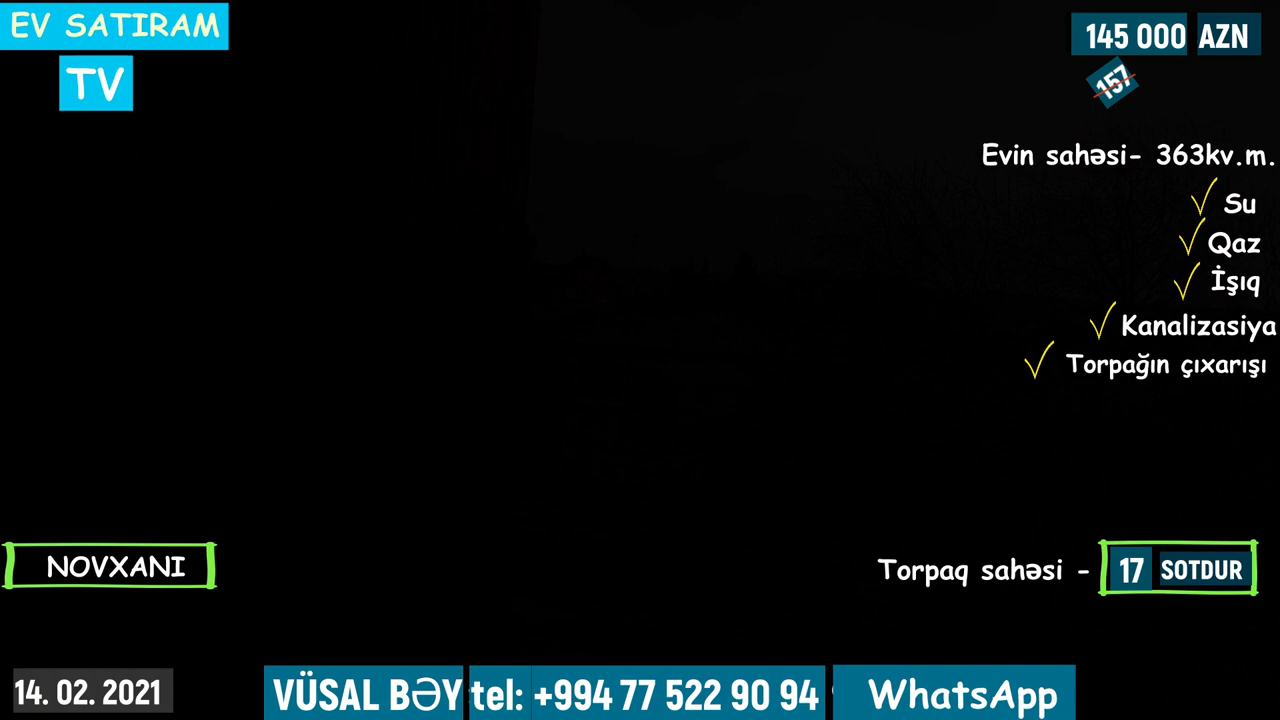 EV SATIRAM
TV
145 000 AZN
157
Evin sahəsi- 363kv.m.
Su
Qaz
İşıq
Kanalizasiya
Torpağın çıxarışı
NOVXANI
Torpaq sahəsi - 17 SOTDUR
14. 02. 2021
VÜSAL BƏY tel: +994 77 522 90 94 WhatsApp